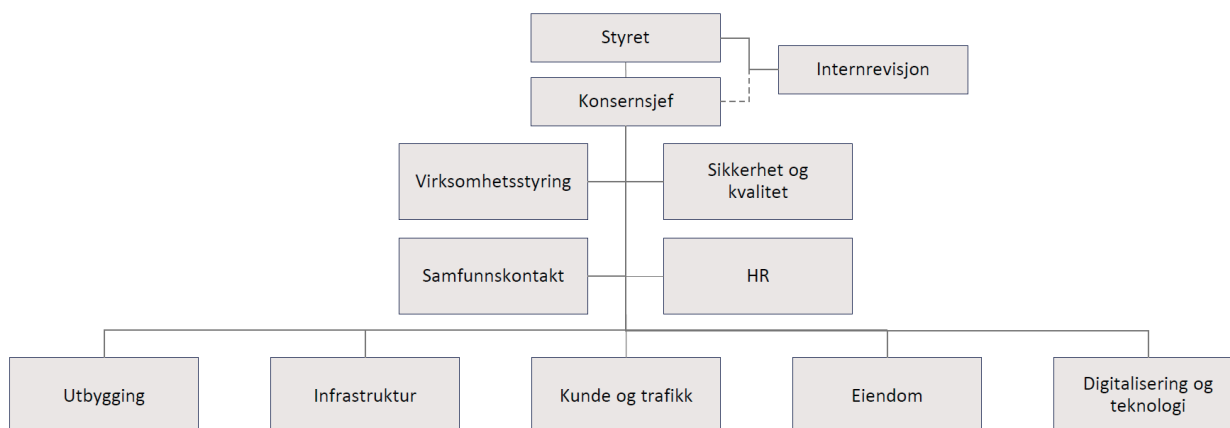 Styret
Internrevisjon
Konsernsjef
Virksomhetsstyring
Sikkerhet og
kvalitet
Samfunnskontakt
HR
Utbygging
Infrastruktur
Kunde og trafikk
Eiendom
Digitalisering og
teknologi